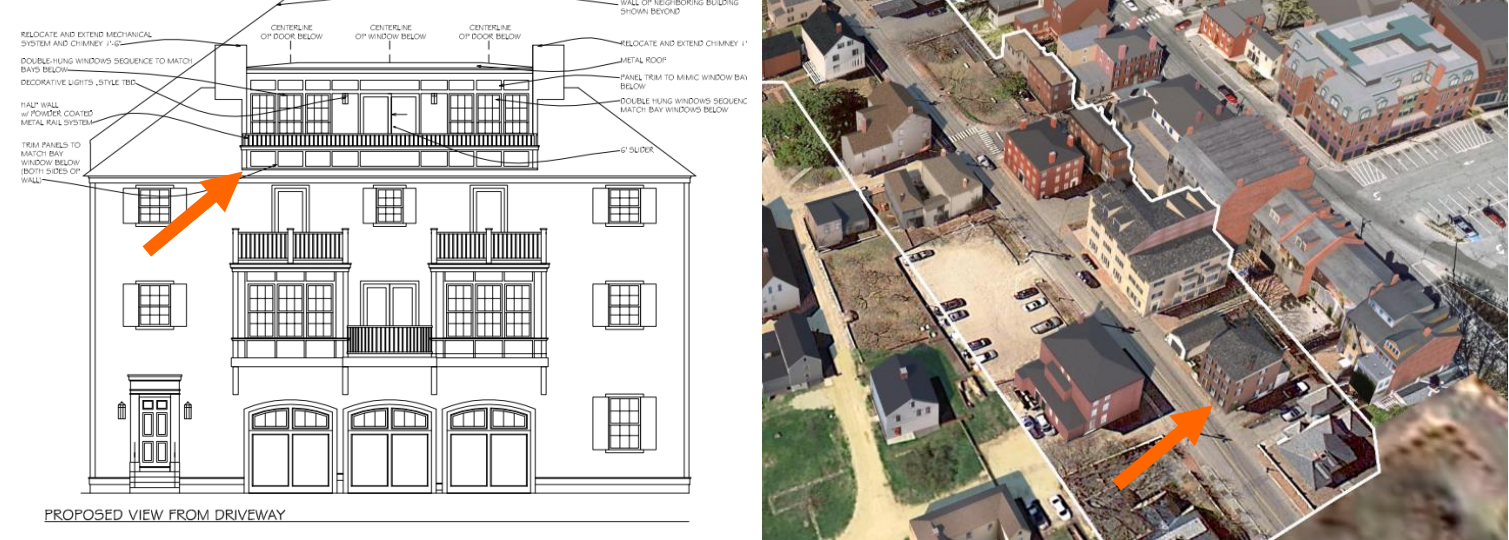 WALL OF NEIGHBORING BUILDING
SHOWN BEYOND
CENTERLINE
OF DOOR BELOW
CENTERLINE
OF WINDOW BELOW
CENTERLINE
OF DOOR BELOW
RELOCATE AND EXTEND MECHANICAL
SYSTEM AND CHIMNEY 1'-6"
DOUBLE-HUNG WINDOWS SEQUENCE TO MATCH
BAYS BELOW
DECORATIVE LIGHTS ,STYLE TBD
HALF WALL
w/ POWDER COATED
METAL RAIL SYSTEM
TRIM PANELS TO
MATCH BAY
WINDOW BELOW
(BOTH SIDES OF
WALL)
RELOCATE AND EXTEND CHIMNEY 1'
METAL ROOF
PANEL TRIM TO MIMIC WINDOW BAY
BELOW
DOUBLE HUNG WINDOWS SEQUENC
MATCH BAY WINDOWS BELOW
6' SLIDER
PROPOSED VIEW FROM DRIVEWAY